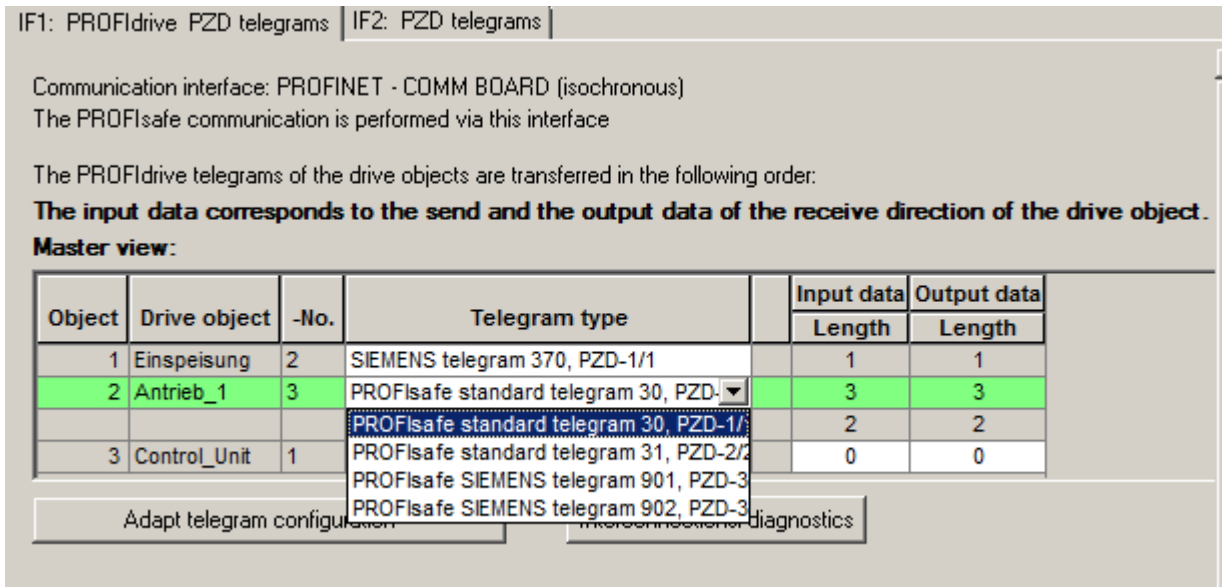 IF1: PROFIdrive PZD telegrams IF2: PZD telegrams
Communication interface: PROFINET - COMM BOARD (isochronous)
The PROFIsafe communication is performed via this interface
The PROFIdrive telegrams of the drive objects are transferred in the following order:
The input data corresponds to the send and the output data of the receive direction of the drive object.
Master view:
Object Drive object -No. Telegram type Input data Output data
Length Length
1 Einspeisung 2 SIEMENS telegram 370, PZD-1/1 1 1
2 Antrieb_1 3 PROFIsafe standard telegram 30, PZD- 3 3
PROFIsafe standard telegram 30, PZD-1/ 2 2
PROFIsafe standard telegram 31, PZD-2/2
3 Control_Unit 1 0 0
PROFIsafe SIEMENS telegram 901, PZD-3
PROFIsafe SIEMENS telegram 902, PZD-3
Adapt telegram configu diagnostics